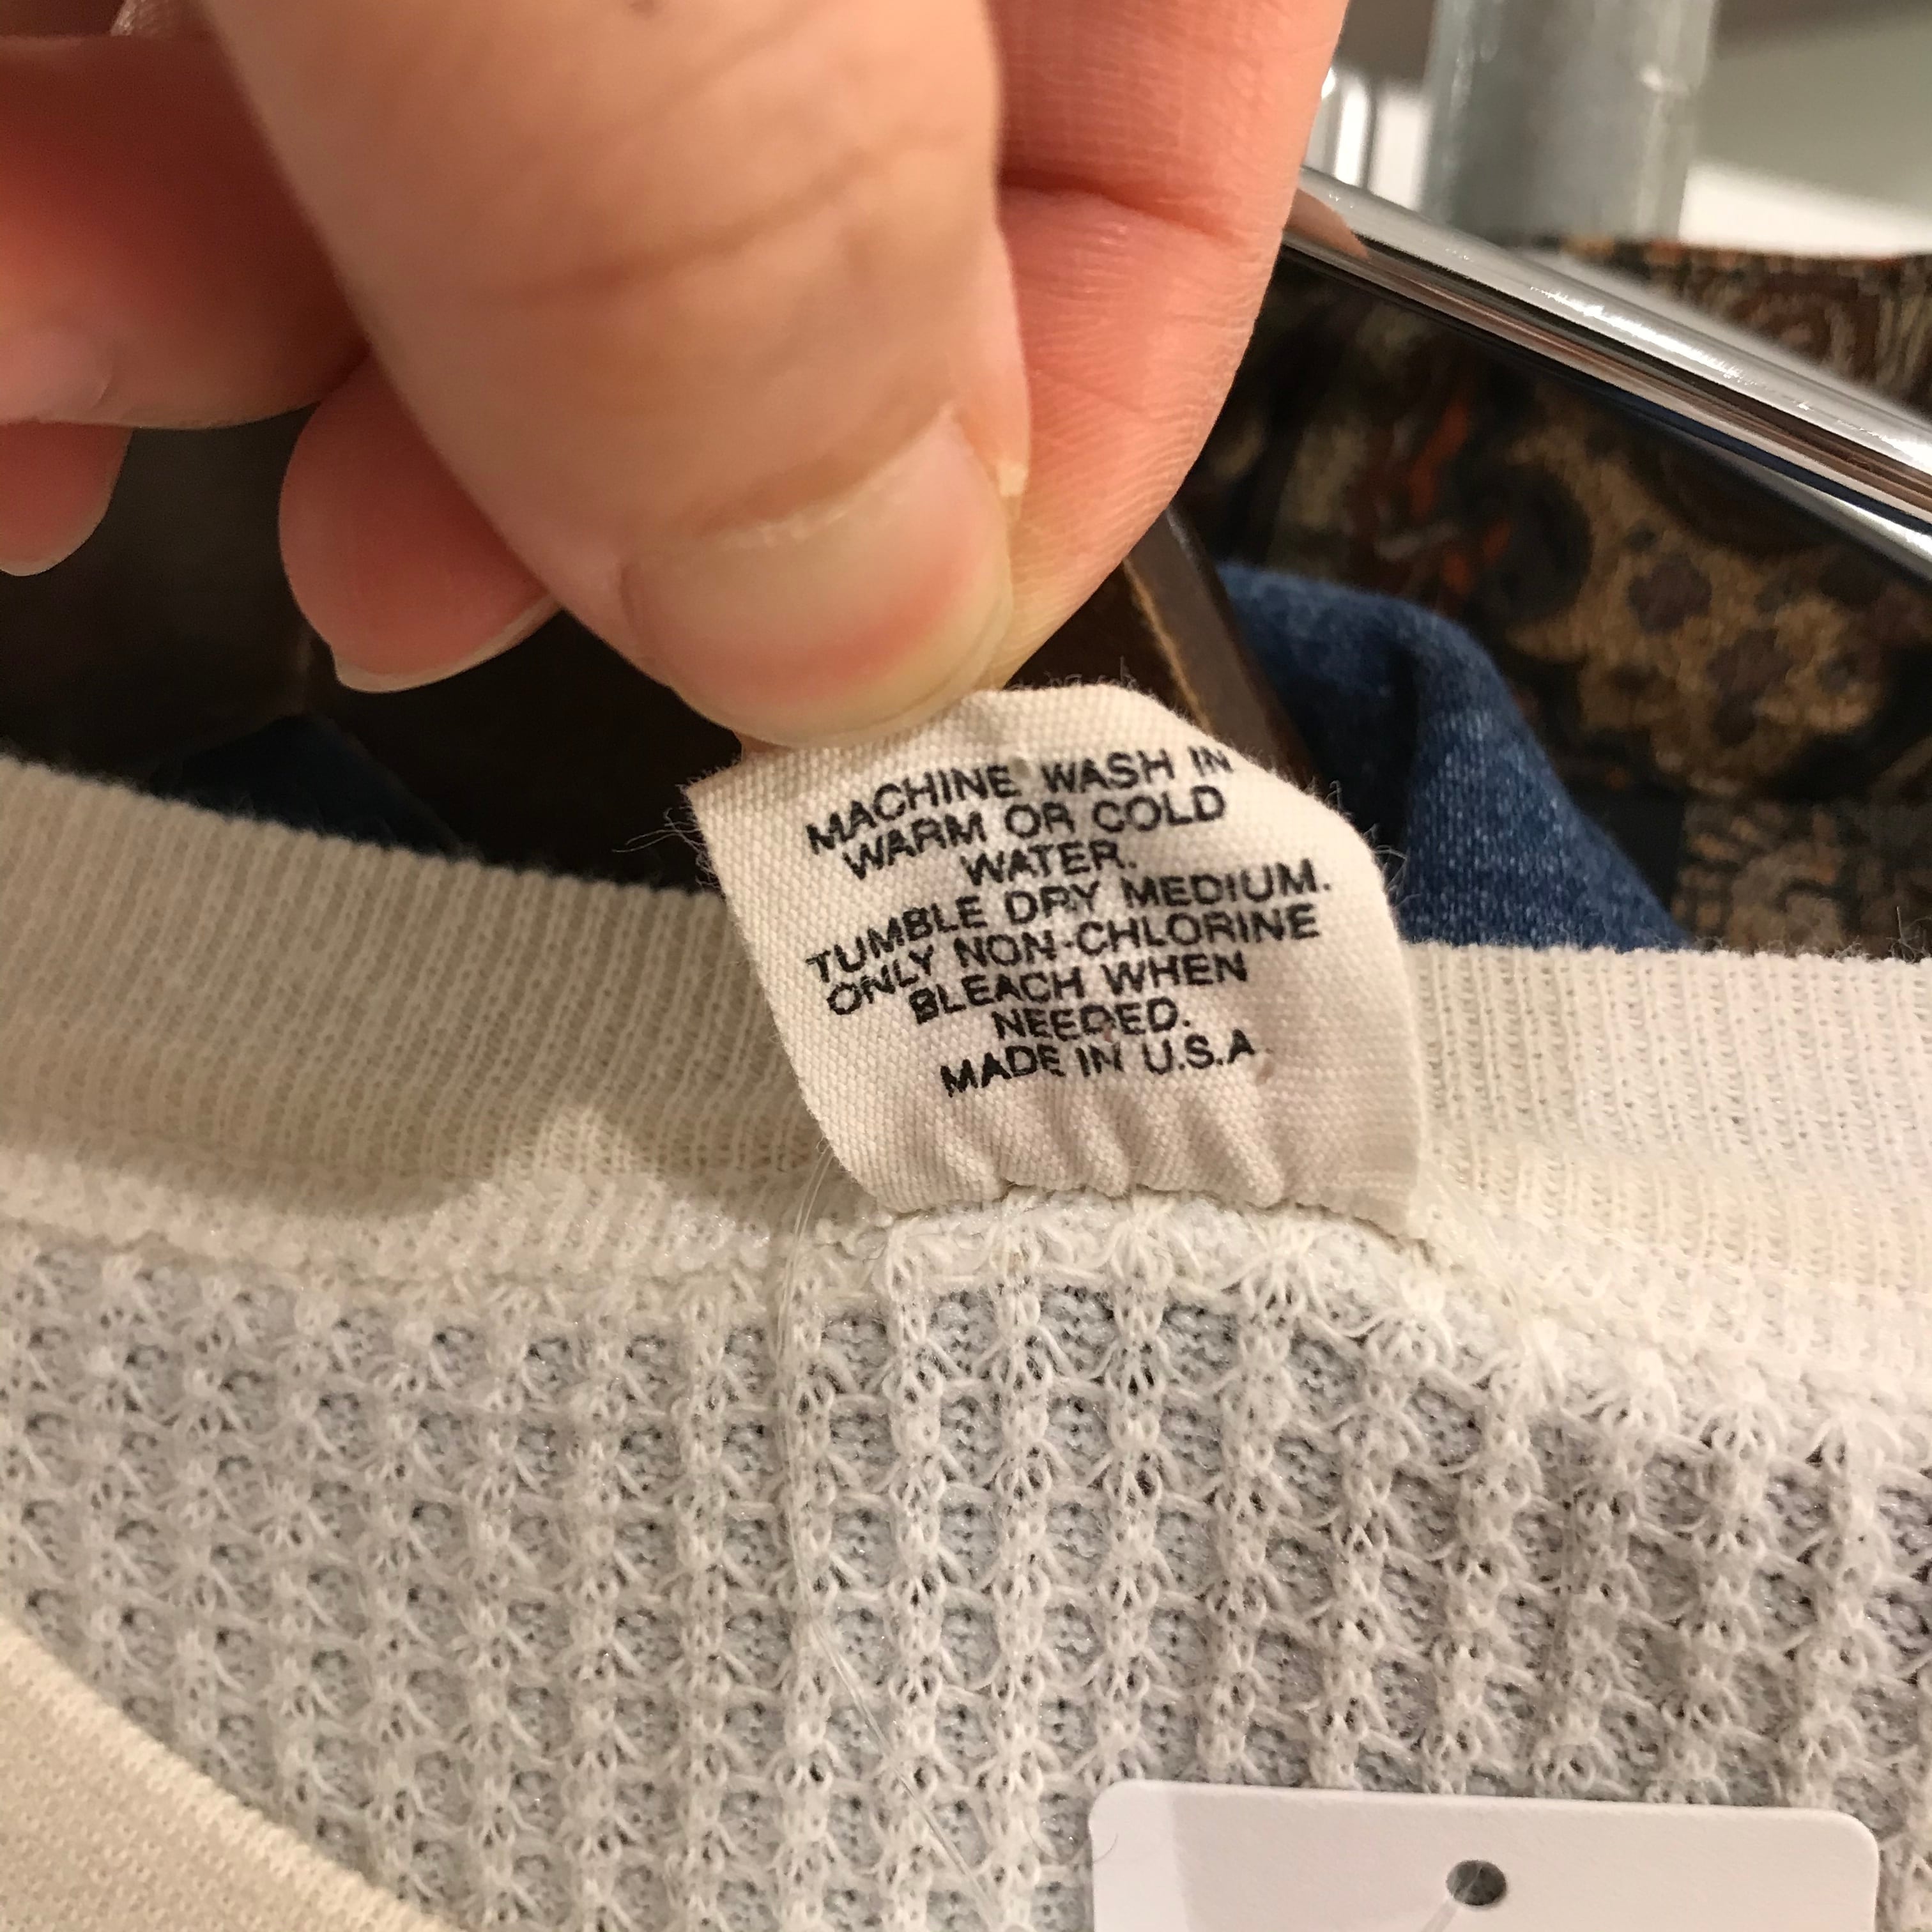 MACHINE WASH IN
WARM OR COLD
WATER.
TUMBLE DRY MEDIUM.
ONLY NON-CHLORINE
BLEACH WHEN
NEEDED.
MADE IN U.S.A